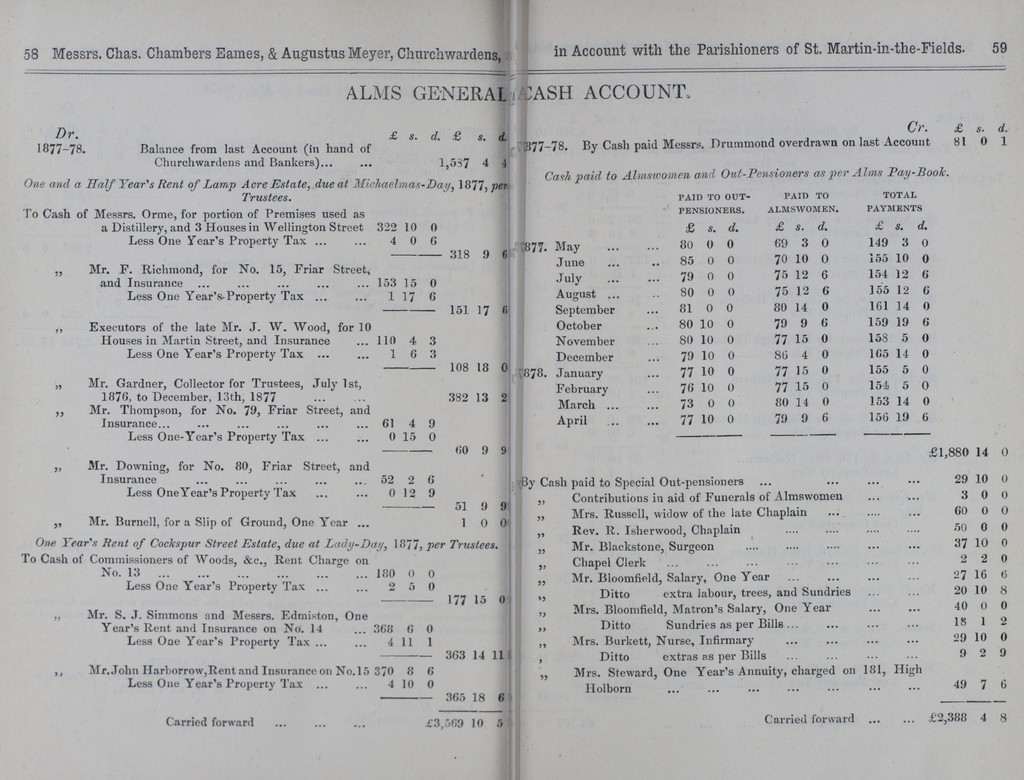 58 Messrs. Chas. Chambers Eames, & Augustus Meyer, Churchwardens,
ALMS GENERAL
Dr. £ s. d. £ s. d.
1877-78. Balance from last Account (in hand of
Churchwardens and Bankers)... ... 1,537 4 4
One and a Half Year's Rent of Lamp Acre Estate, due at Michaelmas-Day, 1877, per
Trustees.
To Cash of Messrs. Orme, for portion of Premises used as
a Distillery, and 3 Houses in Wellington Street 322 10 0
Less One Year's Property Tax ... ... 4 0 6
318 9 6
„ Mr. F. Richmond, for No. 15, Friar Street,
and Insurance ... ... ... ... ... 153 15 0
Less One Year's Property Tax ... ... 1 17 6
151 17 6
„ Executors of the late Mr. J. W. Wood, for 10
Houses in Martin Street, and Insurance ... 110 4 3
Less One Year's Property Tax ... ... 1 6 3
108 18 0
„ Mr. Gardner, Collector for Trustees, July 1st,
1876, to December, 13th, 1877 ... ... 382 13 2
„ Mr. Thompson, for No. 79, Friar Street, and
Insurance... ... ... ... ... ... 61 4 9
Less One-Year's Property Tax ... ... 0 15 0
60 9 9
„ Mr. Downing, for No. 80, Friar Street, and
Insurance ... ... ... ... ... 52 2 6
Less One Year's Property Tax ... ... 0 12 9
51 9 9
„ Mr. Burnell, for a Slip of Ground, One Year ... 1 0 0
One Year's Rent of Cockspur Street Estate, due at Lady-Day, 1877, per Trustees.
To Cash of Commissioners of Woods, &c., Rent Charge on
No. 13 ... ... ... ... ... ... 180 0 0
Less One Year's Property Tax ... ... 2 5 0
177 15 0
„ Mr. S. J. Simmons and Messrs. Edmiston, One
Year's Rent and Insurance on No. 14 ... 368 6 0
Less One Year's Property Tax ... ... 4 11 1
363 14 11
„ Mr. John Harborrow, Rent and Insurance on No. 15 370 8 6
Less One Year's Property Tax ... ... 4 10 0
365 18 6
Carried forward ... ... ... £3,569 10 5
in Account with the Parishioners of St. Martin-in-the-Fields. 59
CASH ACCOUNT.
Cr. £ s. d.
1877-78. By Cash paid Messrs. Drummond overdrawn on last Account 81 0 1
Cash paid to Almswomen and Out-Pensioners as per Alms Pay-Book.
PAID TO OUT- PAID TO TOTAL
PENSIONERS. ALMSWOMEN. PAYMENTS
£ s. d. £ s. d. £ s. d.
1877. May ... ... 80 0 0 69 3 0 149 3 0
June ... ... 85 0 0 70 10 0 155 10 0
July ... ... 79 0 0 75 12 6 154 12 6
August ... ... 80 0 0 75 12 6 155 12 6
September ... 81 0 0 80 14 0 161 14 0
October ... 80 10 0 79 9 6 159 19 6
November ... 80 10 0 77 15 0 158 5 0
December ... 79 10 0 86 4 0 165 14 0
1878. January ... 77 10 0 77 15 0 155 5 0
February ... 76 10 0 77 15 0 154 5 0
March ... ... 73 0 0 80 14 0 153 14 0
April ... ... 77 10 0 79 9 6 156 19 6
£1,880 14 0
By Cash paid to Special Out-pensioners ... ... ... ... 29 10 0
„ Contributions in aid of Funerals of Almswomen ... ... 3 0 0
„ Mrs. Russell, widow of the late Chaplain ... ... ... 60 0 0
„ Rev. R. Isherwood, Chaplain ... ... ... ... 50 0 0
„ Mr. Blackstone, Surgeon ... ... ... ... 37 10 0
„ Chapel Clerk ... ... ... ... ... ... 2 2 0
„ Mr. Bloomfield, Salary, One Year ... ... ... ... 27 16 6
„ Ditto extra labour, trees, and Sundries ... ... 20 10 8
„ Mrs. Bloomfield, Matron's Salary, One Year ... ... 40 0 0
„ Ditto Sundries as per Bills ... ... ... ... 18 1 2
„ Mrs. Burkett, Nurse, Infirmary ... ... ... ... 29 10 0
„ Ditto extras as per Bills ... ... ... ... 9 2 9
„ Mrs. Steward, One Year's Annuity, charged on 181, High
Holborn ... ... ... ... ... ... ... 49 7 6
Carried forward ... ... £2,388 4 8